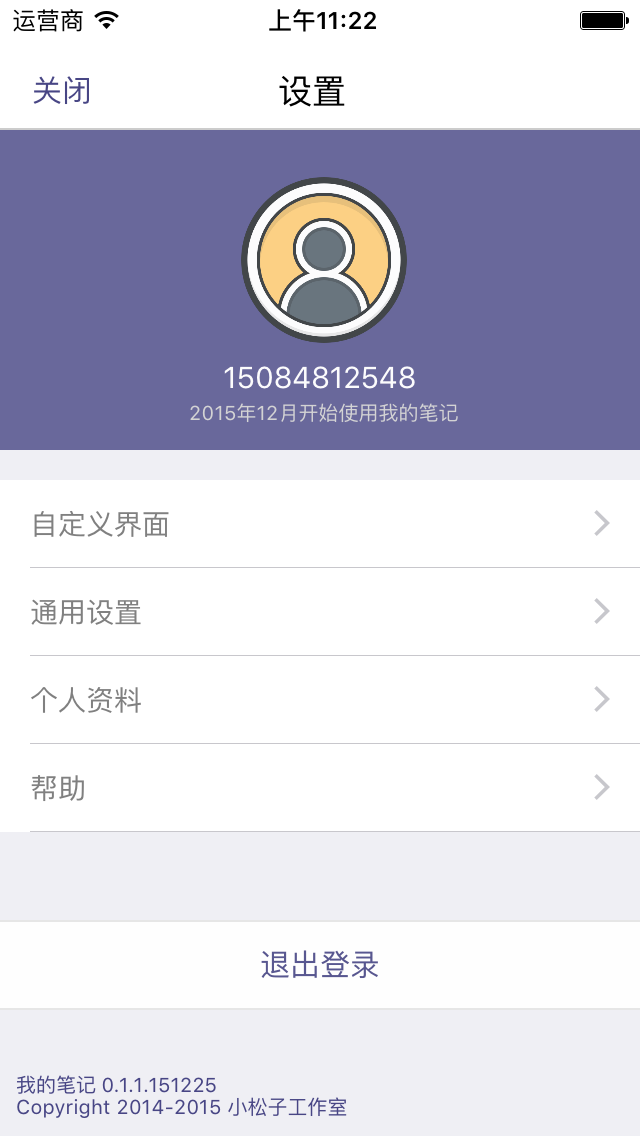 运营商 上午11:22
关闭 设置
15084812548
2015年12月开始使用我的笔记
自定义界面
通用设置
个人资料
帮助
退出登录
我的笔记 0.1.1.151225
Copyright 2014-2015 小松子工作室